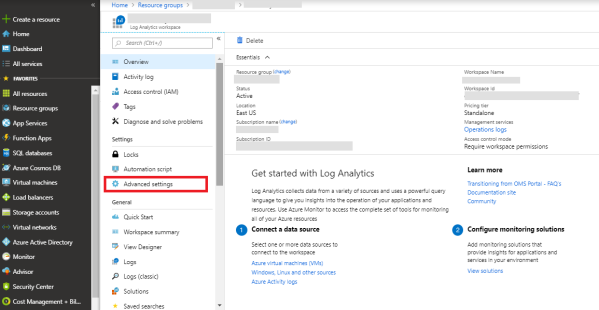 Home > Resource groups >
Log Analytics workspace
Create a resource
Home
Dashboard
All services
FAVORITES
All resources
Resource groups
App Services
Function Apps
SQL databases
Azure Cosmos DB
Virtual machines
Load balancers
Storage accounts
Virtual networks
Azure Active Directory
Monitor
Advisor
Security Center
Cost Management + Bil...
Search (Ctrl+/)
Overview
Activity log
Access control (IAM)
Tags
Diagnose and solve problems
Settings
Locks
Automation script
Advanced settings
General
Quick Start
Workspace summary
View Designer
Logs
Logs (classic)
Solutions
Saved searches
Delete
Essentials
Resource group (change)
Status
Active
Location
East US
Subscription name (change)
Subscription ID
Workspace Name
Workspace Id
Pricing tier
Standalone
Management services
Operations logs
Access control mode
Require workspace permissions
Get started with Log Analytics
Log Analytics collects data from a variety of sources and uses a powerful query
language to give you insights into the operation of your applications and
resources. Use Azure Monitor to access the complete set of tools for monitoring
all of your Azure resources
Learn more
Transitioning from OMS Portal - FAQ's
Documentation site
Community
1 Connect a data source
Select one or more data sources to
connect to the workspace
Azure virtual machines (VMs)
Windows, Linux and other sources
Azure Activity logs
2 Configure monitoring solutions
Add monitoring solutions that
provide insights for applications and
services in your environment
View solutions